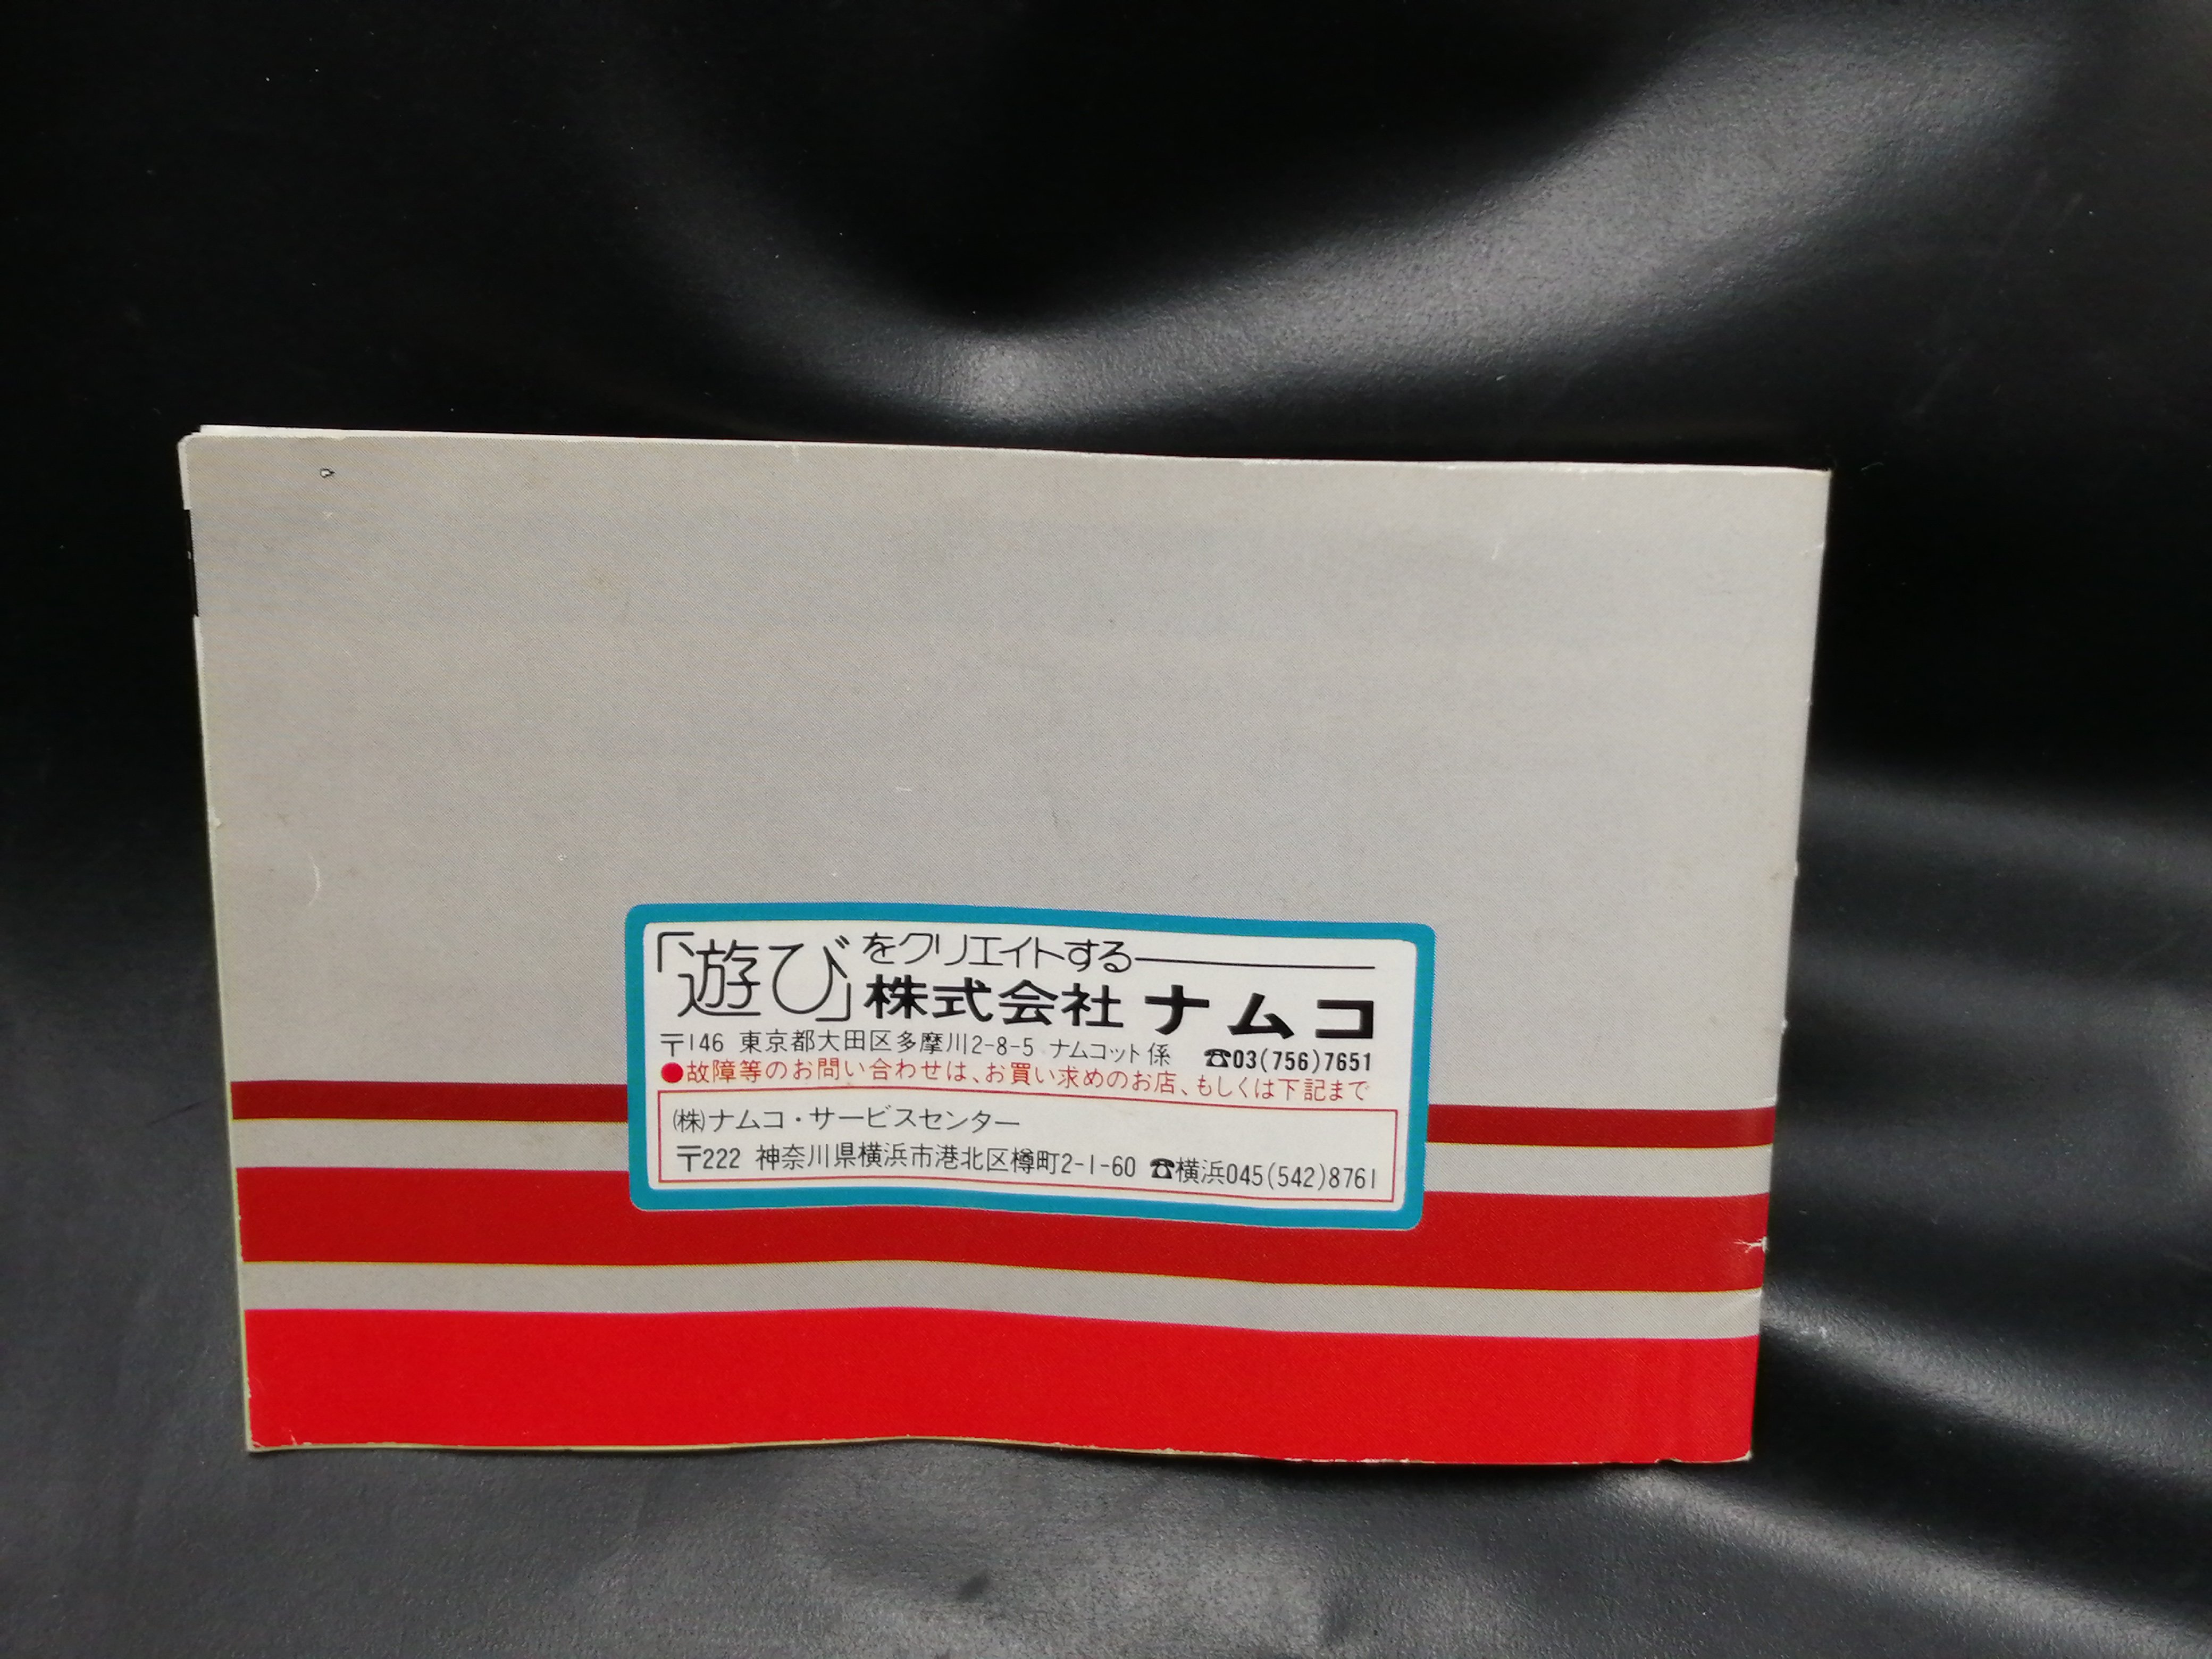 「遊び」をクリエイトする
株式会社 ナムコ
〒146 東京都大田区多摩川2-8-5 ナムコット係 ☎03(756)7651
●故障等のお問い合わせは、お買い求めのお店、もしくは下記まで
㈱ナムコ・サービスセンター
〒222 神奈川県横浜市港北区樽町2-1-60 ☎横浜045(542)8761